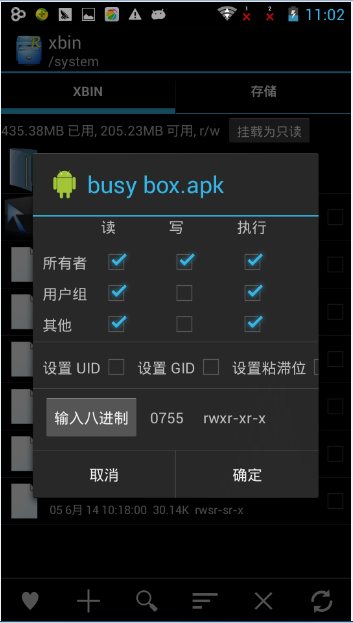 11:02
xbin
/system
XBIN 存储
435.38MB 已用, 205.23MB 可用, r/w 挂载为只读
busy box.apk
读 写 执行
所有者
用户组
其他
设置 UID 设置 GID 设置粘滞位
输入八进制 0755 rwxr-xr-x
取消 确定
05 6月 14 10:18:00 30.14K rwsr-sr-x